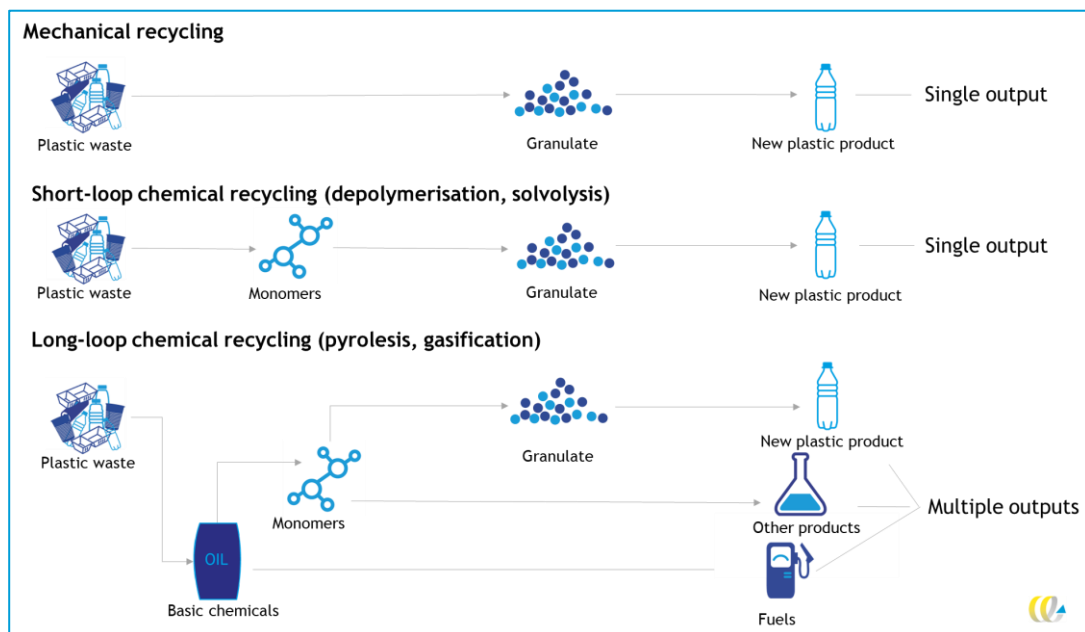 Mechanical recycling
Plastic waste
Granulate
New plastic product
Single output
Short-loop chemical recycling (depolymerisation, solvolysis)
Plastic waste
Monomers
Granulate
New plastic product
Single output
Long-loop chemical recycling (pyrolesis, gasification)
Plastic waste
Granulate
New plastic product
Monomers
Other products
Multiple outputs
OIL
Basic chemicals
Fuels